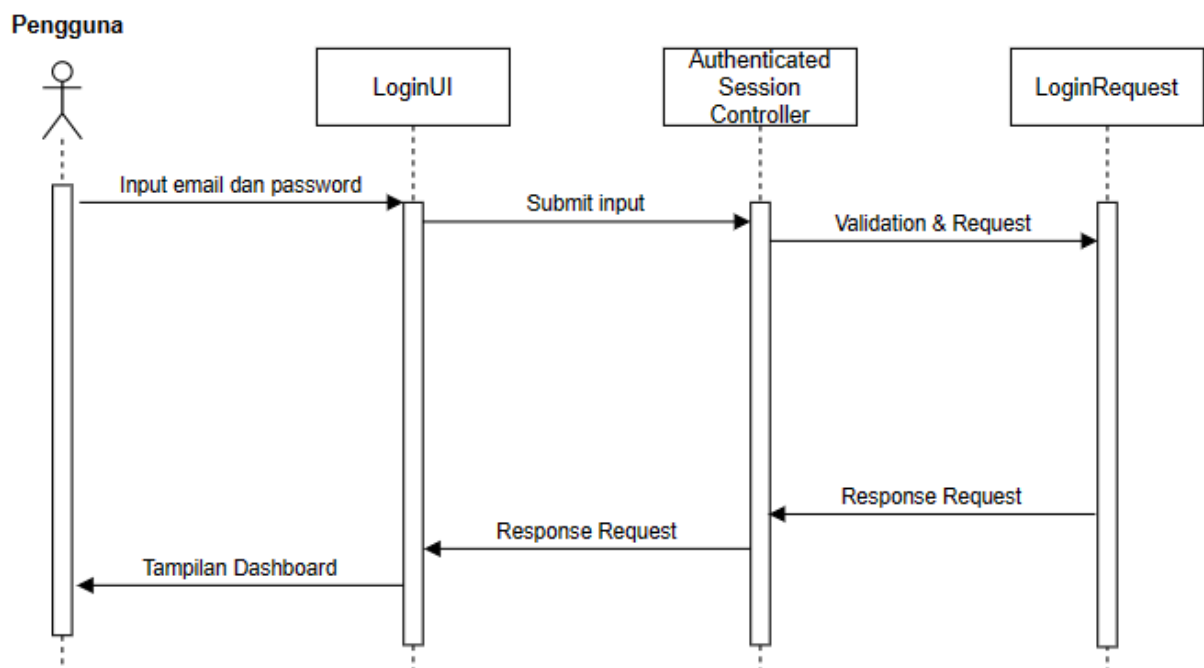 Pengguna
LoginUI
Authenticated
Session
Controller
LoginRequest
Input email dan password
Submit input
Validation & Request
Response Request
Response Request
Tampilan Dashboard